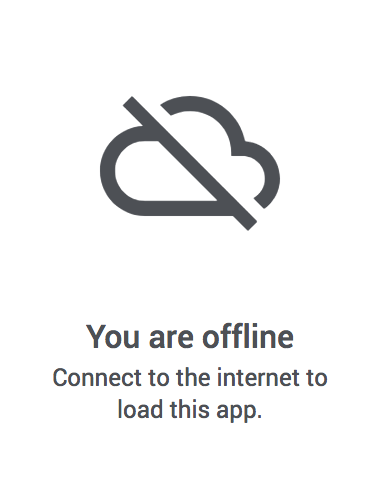 You are offline
Connect to the internet to
load this app.